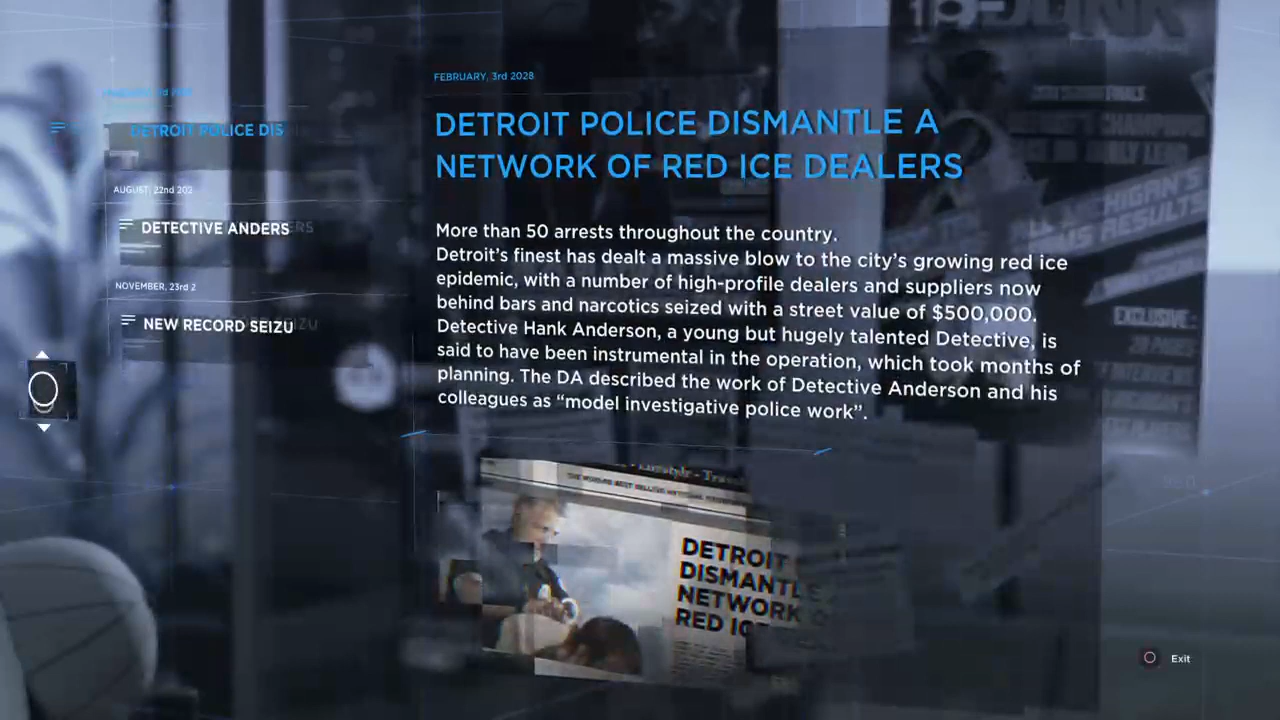 FEBRUARY, 3rd 2028
DETROIT POLICE DISMANTLE A
NETWORK OF RED ICE DEALERS
More than 50 arrests throughout the country.
Detroit’s finest has dealt a massive blow to the city’s growing red ice
epidemic, with a number of high-profile dealers and suppliers now
behind bars and narcotics seized with a street value of $500,000.
Detective Hank Anderson, a young but hugely talented Detective, is
said to have been instrumental in the operation, which took months of
planning. The DA described the work of Detective Anderson and his
colleagues as “model investigative police work”.
DETROIT POLICE DIS
AUGUST, 22nd 202
DETECTIVE ANDERS
NOVEMBER, 23rd 2
NEW RECORD SEIZU
DETROIT
DISMANTLE
NETWORK O
RED IC
EXCLUSIVE:
Exit